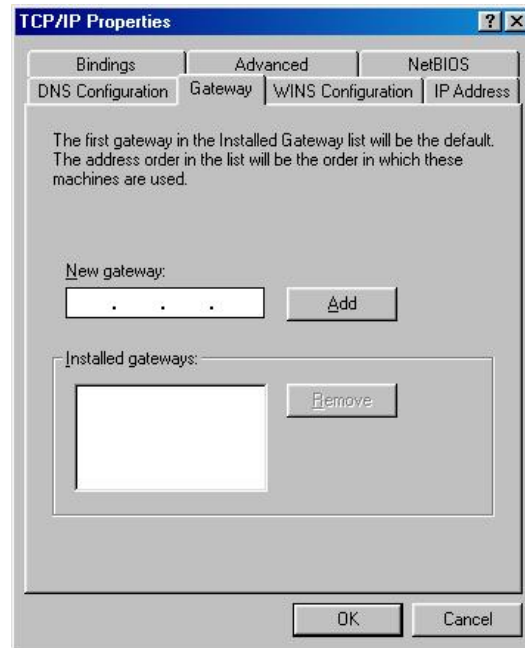 TCP/IP Properties
Bindings Advanced NetBIOS
DNS Configuration Gateway WINS Configuration IP Address
The first gateway in the Installed Gateway list will be the default.
The address order in the list will be the order in which these
machines are used.
New gateway:
. . .
Add
Installed gateways:
Remove
OK Cancel